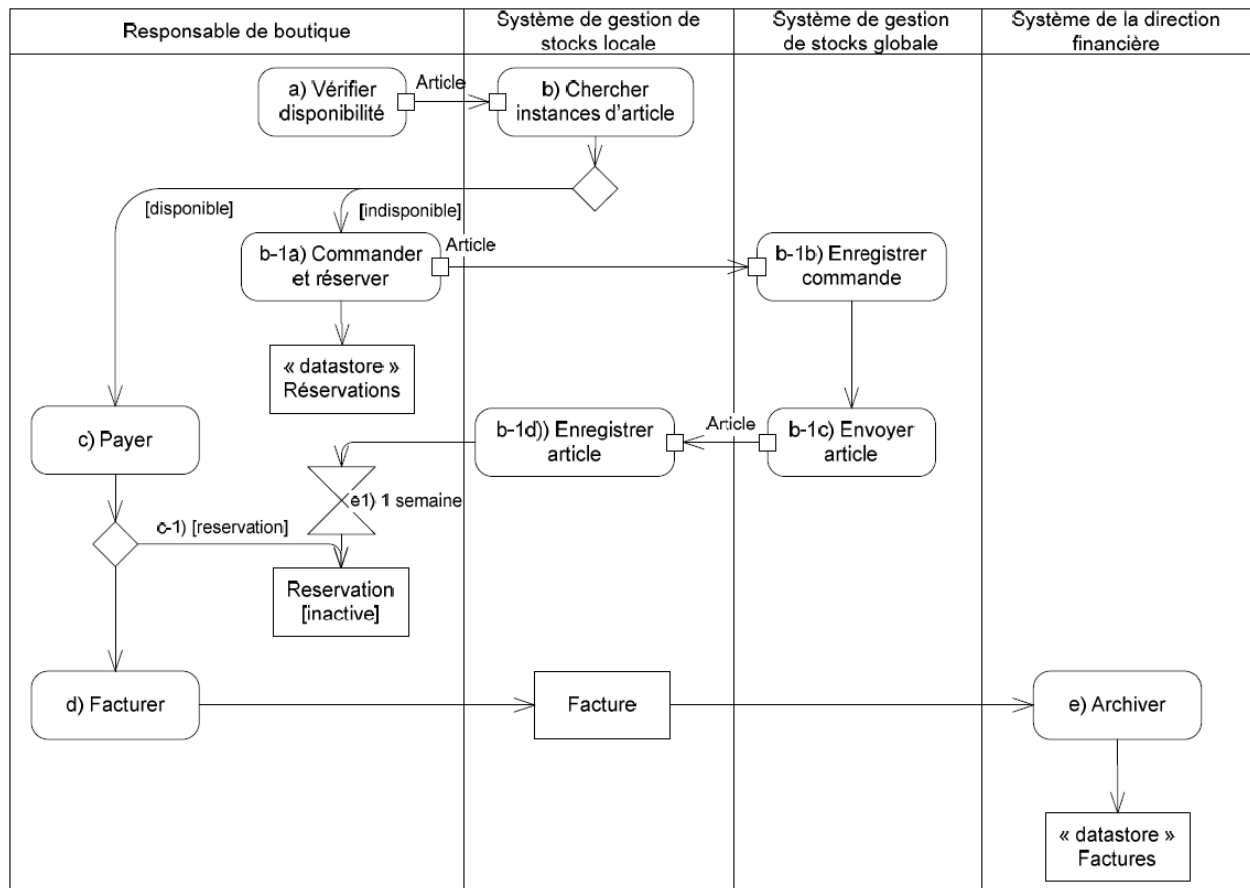 Responsable de boutique
Système de gestion de
stocks locale
Système de gestion
de stocks globale
Système de la direction
financière
a) Vérifier
disponibilité
Article
b) Chercher
instances d'article
[disponible]
[indisponible]
b-1a) Commander
et réserver
Article
b-1b) Enregistrer
commande
« datastore »
Réservations
c) Payer
b-1d)) Enregistrer
article
Article
b-1c) Envoyer
article
e1) 1 semaine
c-1) [reservation]
Reservation
[inactive]
d) Facturer
Facture
e) Archiver
« datastore »
Factures